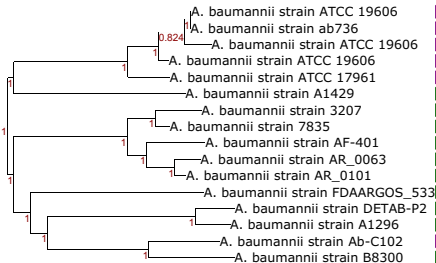 A. baumannii strain ATCC 19606
A. baumannii strain ab736
0.824
A. baumannii strain ATCC 19606
1
A. baumannii strain ATCC 19606
1
1
A. baumannii strain ATCC 17961
1
A. baumannii strain A1429
1
A. baumannii strain 3207
1
A. baumannii strain 7835
1
A. baumannii strain AF-401
1
A. baumannii strain AR_0063
1
1
A. baumannii strain AR_0101
1
A. baumannii strain FDAARGOS_533
1
A. baumannii strain DETAB-P2
1
A. baumannii strain A1296
1
A. baumannii strain Ab-C102
1
A. baumannii strain B8300